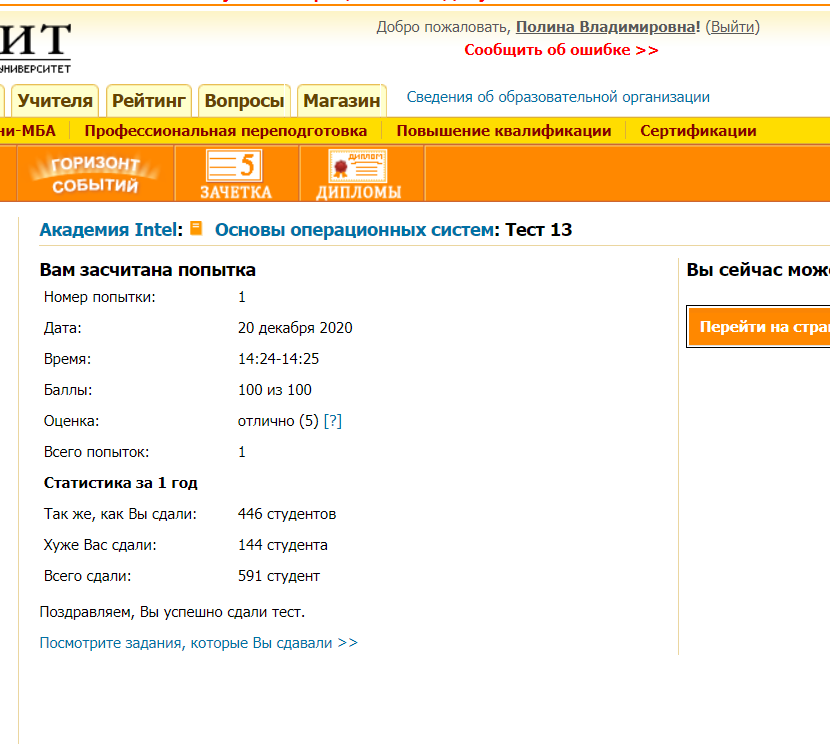 ИТ
УНИВЕРСИТЕТ
Добро пожаловать, Полина Владимировна! (Выйти)
Сообщить об ошибке >>
Учителя Рейтинг Вопросы Магазин Сведения об образовательной организации
ни-МБА Профессиональная переподготовка Повышение квалификации Сертификации
ГОРИЗОНТ СОБЫТИЙ
5 ЗАЧЕТКА
ДИПЛОМ ДИПЛОМЫ
Академия Intel: Основы операционных систем: Тест 13
Вам засчитана попытка
Номер попытки: 1
Дата: 20 декабря 2020
Время: 14:24-14:25
Баллы: 100 из 100
Оценка: отлично (5) [?]
Всего попыток: 1
Статистика за 1 год
Так же, как Вы сдали: 446 студентов
Хуже Вас сдали: 144 студента
Всего сдали: 591 студент
Поздравляем, Вы успешно сдали тест.
Посмотрите задания, которые Вы сдавали >>
Вы сейчас може
Перейти на стра